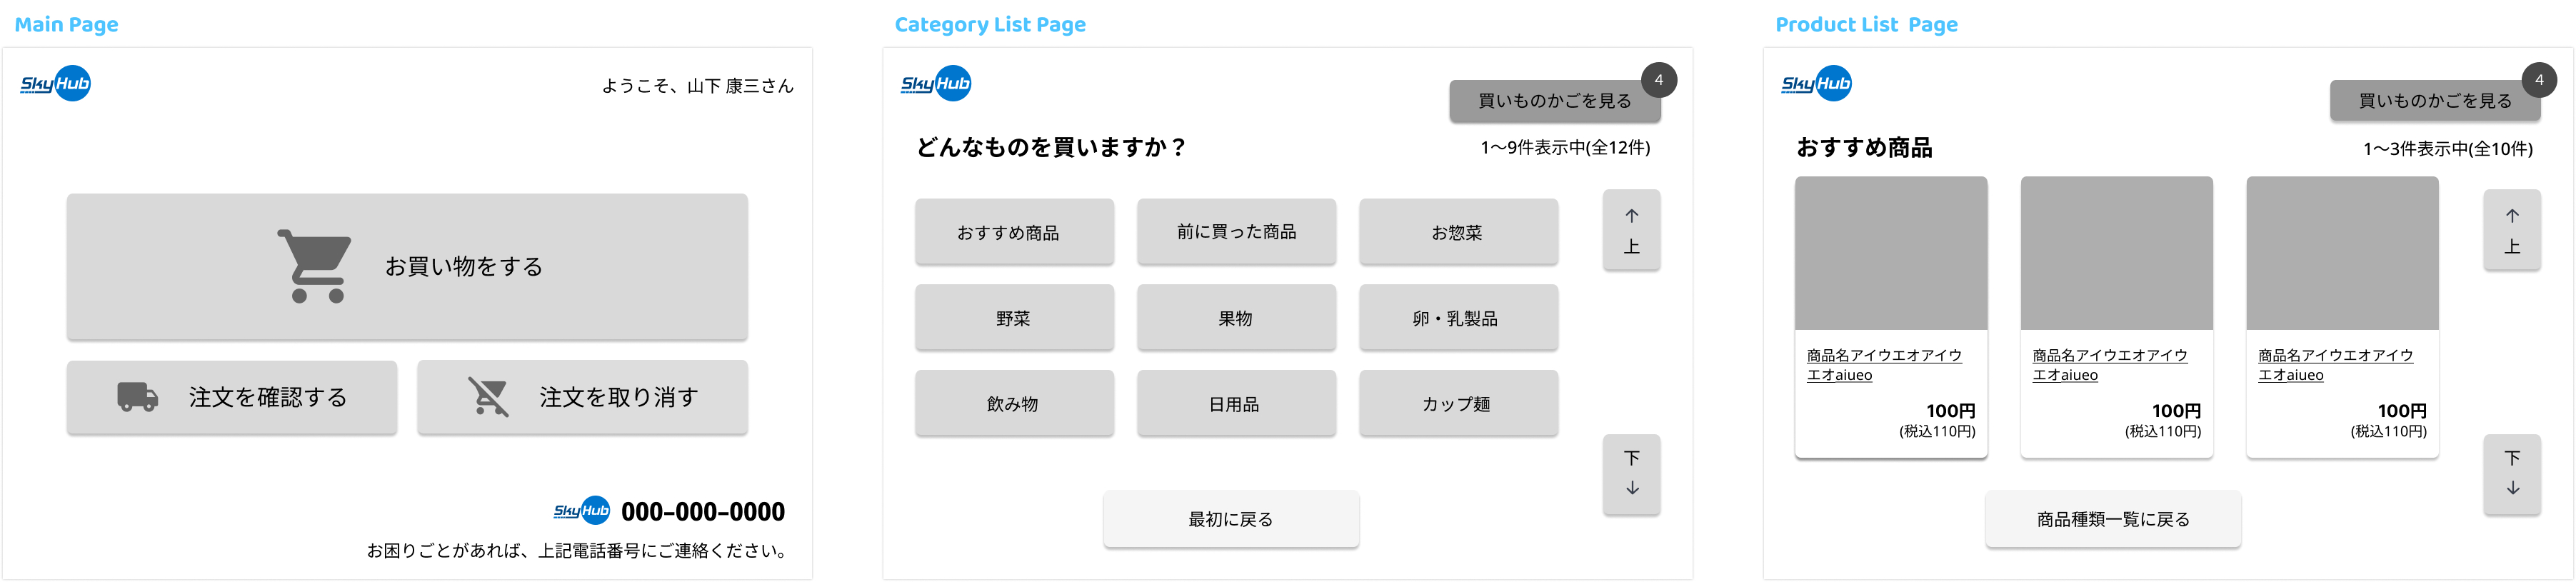 Main Page
SkyHub
ようこそ、山下 康三さん
お買い物をする
注文を確認する
注文を取り消す
SkyHub 000-000-0000
お困りごとがあれば、上記電話番号にご連絡ください。
Category List Page
SkyHub
4
買いものかごを見る
どんなものを買いますか？
1〜9件表示中(全12件)
おすすめ商品
前に買った商品
お惣菜
野菜
果物
卵・乳製品
飲み物
日用品
カップ麺
↑
上
下
↓
最初に戻る
Product List Page
SkyHub
4
買いものかごを見る
おすすめ商品
1〜3件表示中(全10件)
商品名アイウエオアイウ
エオaiueo
100円
(税込110円)
商品名アイウエオアイウ
エオaiueo
100円
(税込110円)
商品名アイウエオアイウ
エオaiueo
100円
(税込110円)
↑
上
下
↓
商品種類一覧に戻る